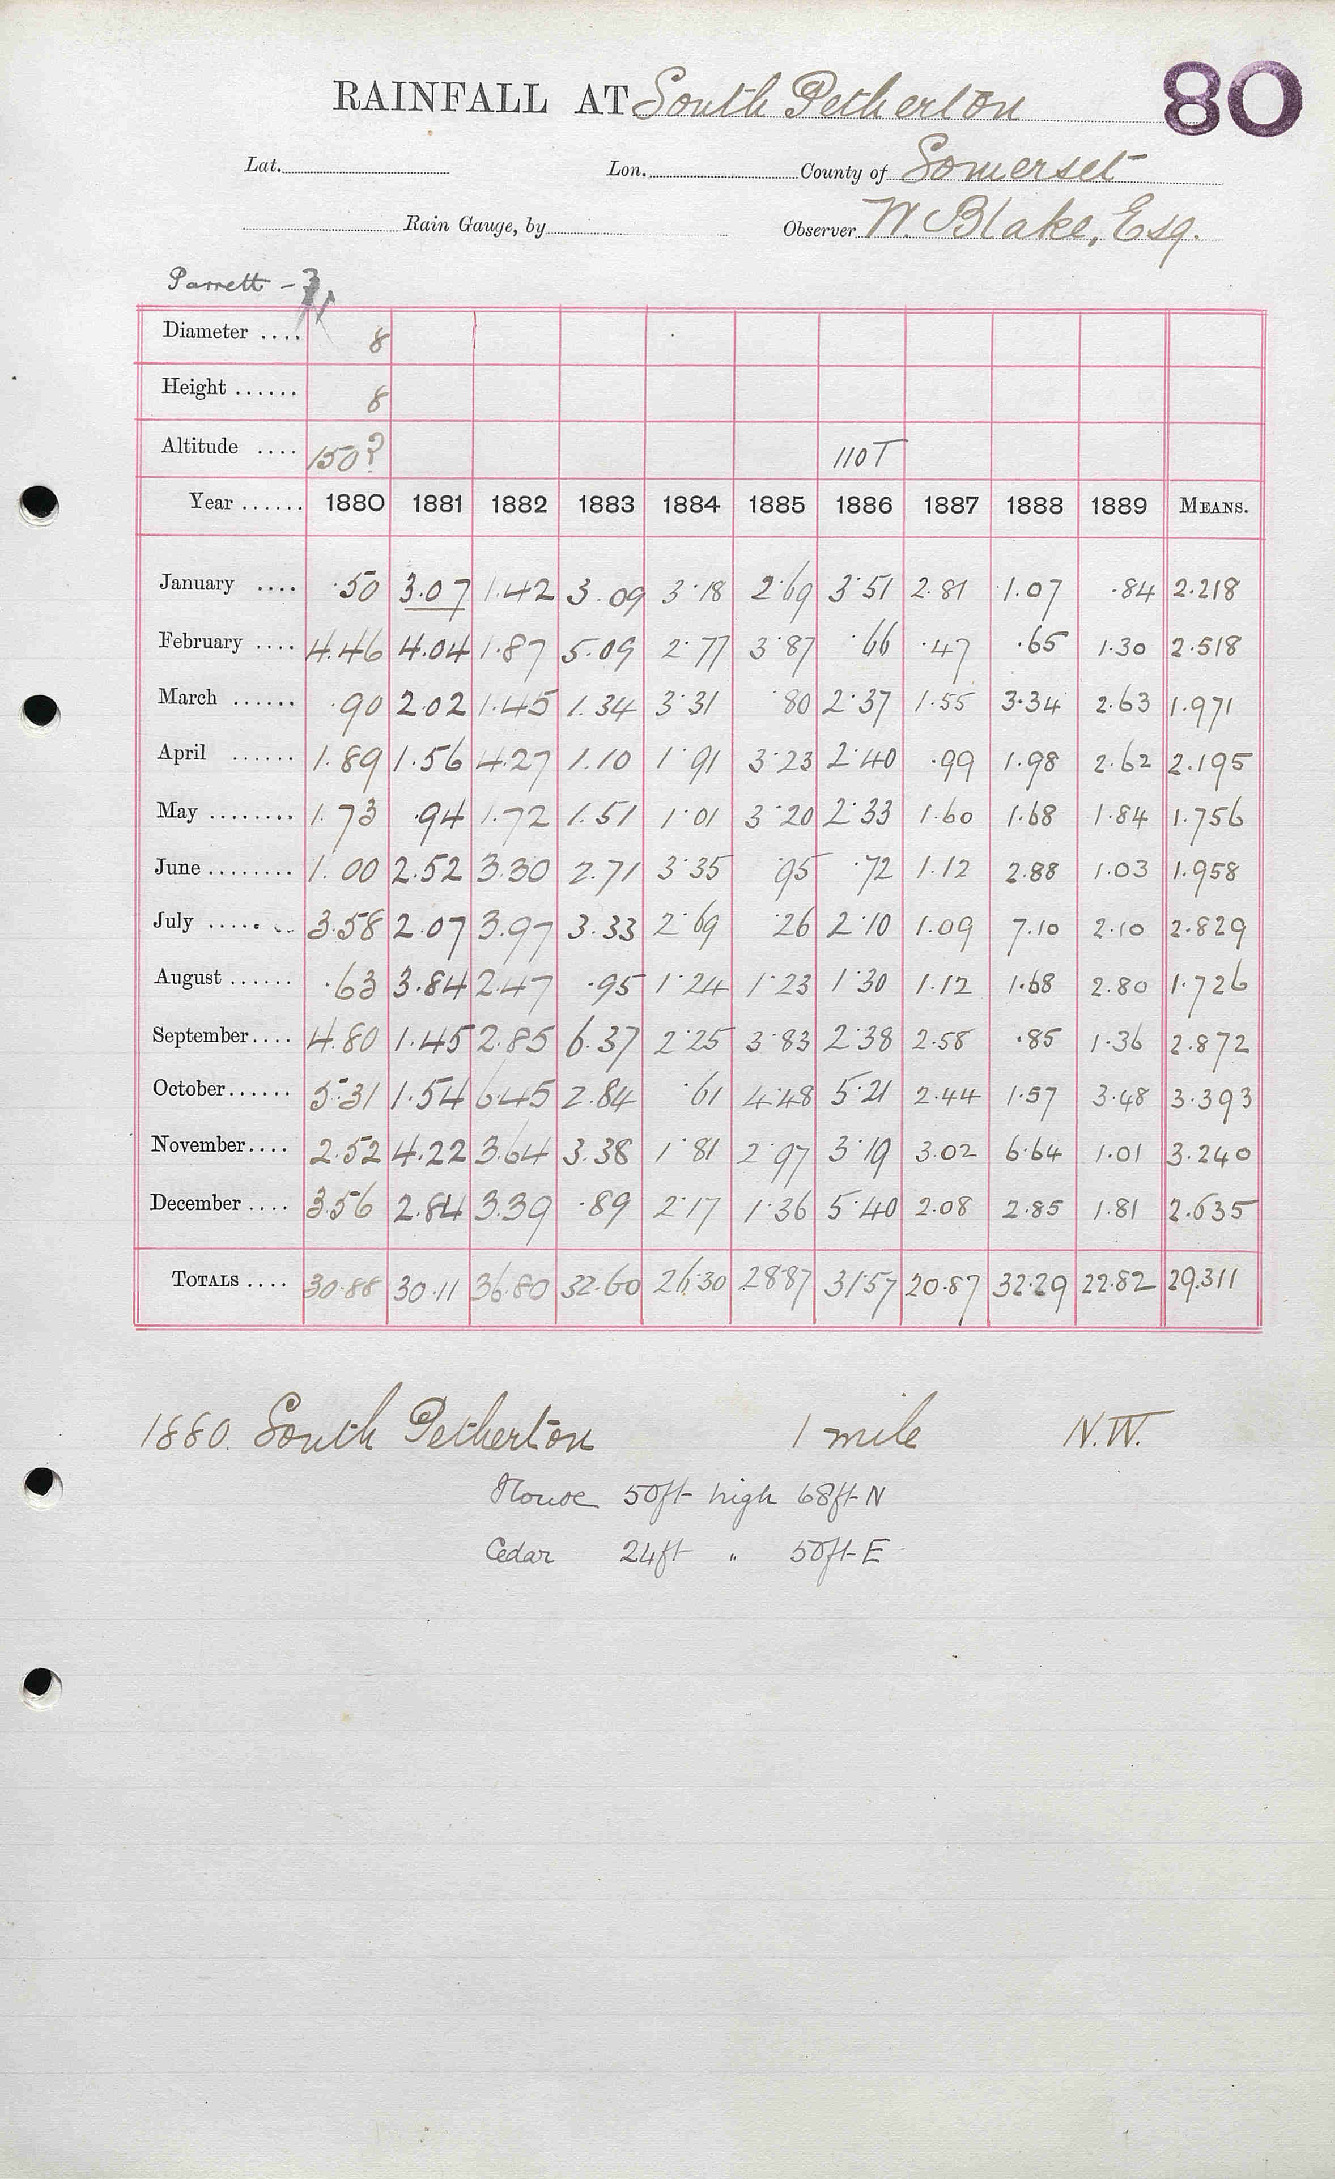 RAINFALL AT South Petherton 80
Lat. Lon. County of Somerset
Rain Gauge, by Observer W. Blake, Esq.
Parrett -
Diameter .... 8
Height ...... 8
Altitude .... 150? 110T
Year ...... 1880 1881 1882 1883 1884 1885 1886 1887 1888 1889 MEANS.
January .... .50 3.07 1.42 3.09 3.18 2.69 3.51 2.81 1.07 .84 2.218
February .... 4.46 4.04 1.87 5.09 2.77 3.87 .66 .47 .65 1.30 2.518
March ...... .90 2.02 1.45 1.34 3.31 .80 2.37 1.55 3.34 2.63 1.971
April ...... 1.89 1.56 4.27 1.10 1.91 3.23 2.40 .99 1.98 2.62 2.195
May ........ 1.73 .94 1.72 1.51 1.01 3.20 2.33 1.60 1.68 1.84 1.756
June ........ 1.00 2.52 3.30 2.71 3.35 .95 .72 1.12 2.88 1.03 1.958
July ........ 3.58 2.07 3.97 3.33 2.69 .26 2.10 1.09 7.10 2.10 2.829
August ...... .63 3.84 2.47 .95 1.24 1.23 1.30 1.12 1.68 2.80 1.726
September.... 4.80 1.45 2.85 6.37 2.25 3.83 2.38 2.58 .85 1.36 2.872
October...... 5.31 1.54 6.45 2.84 .61 4.48 5.21 2.44 1.57 3.48 3.393
November.... 2.52 4.22 3.64 3.38 1.81 2.97 3.19 3.02 6.64 1.01 3.240
December .... 3.56 2.84 3.39 .89 2.17 1.36 5.40 2.08 2.85 1.81 2.635
TOTALS .... 30.88 30.11 36.80 32.60 26.30 28.87 31.57 20.87 32.29 22.82 29.311
1880. South Petherton 1 mile N.W.
House 50ft high 68ft N
Cedar 24ft " 50ft E